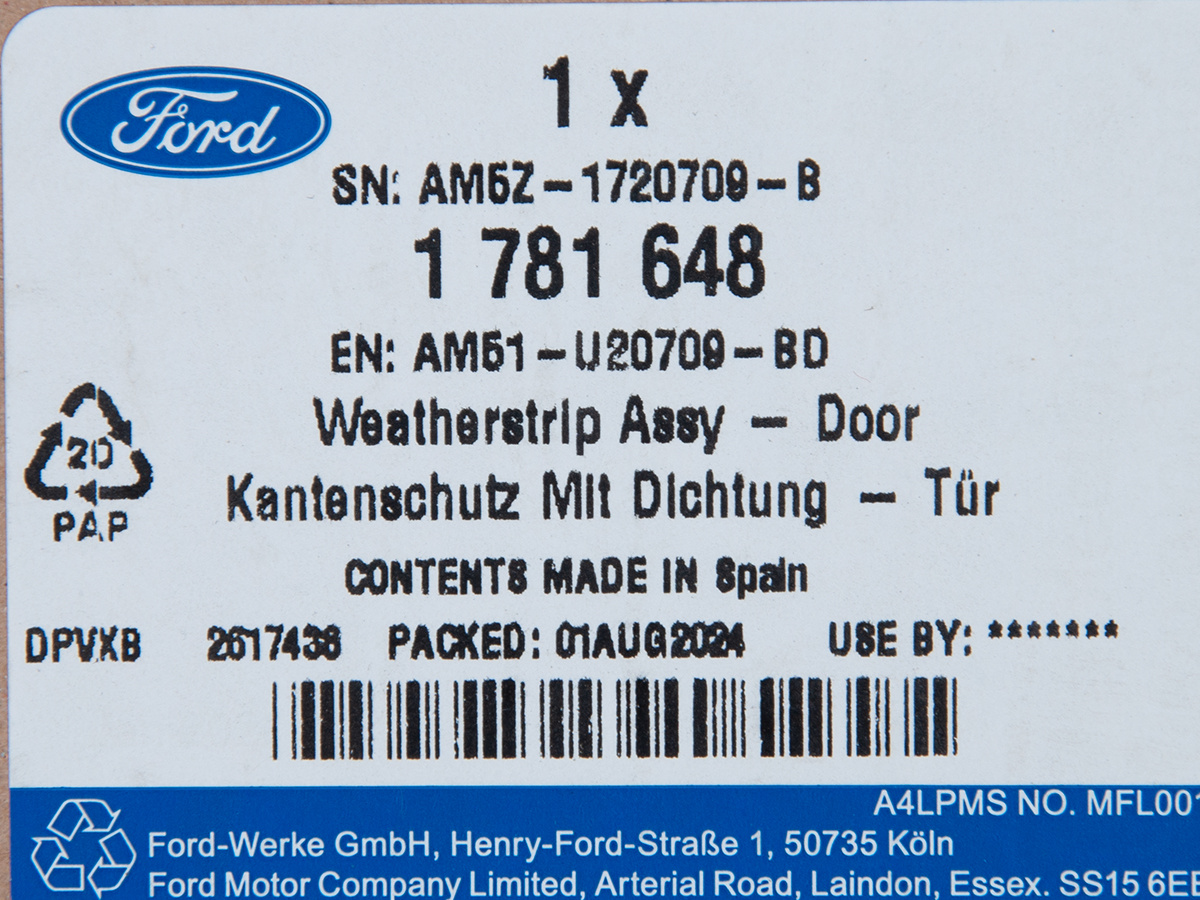 Ford
1 x
SN: AM5Z-1720709-B
1 781 648
EN: AM51-U20709-BD
Weatherstrip Assy - Door
Kantenschutz Mit Dichtung - Tür
20
PAP
CONTENTS MADE IN Spain
DPVXB 2617438 PACKED: 01AUG2024 USE BY: *******
A4LPMS NO. MFL001
Ford-Werke GmbH, Henry-Ford-Straße 1, 50735 Köln
Ford Motor Company Limited, Arterial Road, Laindon, Essex. SS15 6EE